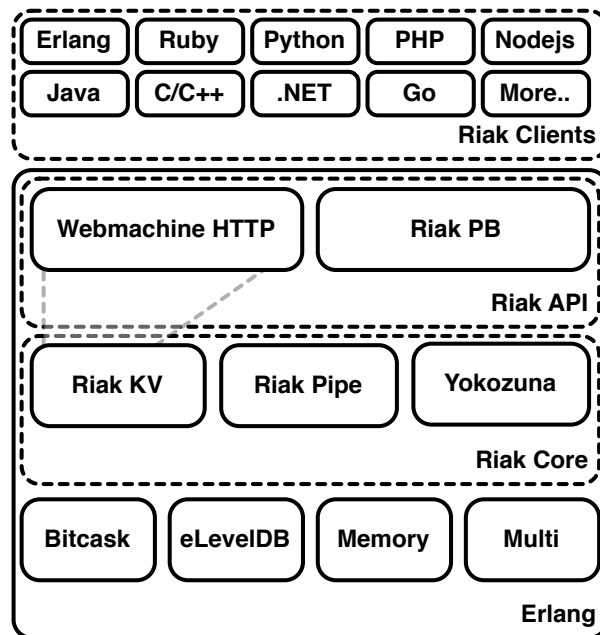 Erlang Ruby Python PHP Nodejs
Java C/C++ .NET Go More..
Riak Clients
Webmachine HTTP Riak PB
Riak API
Riak KV Riak Pipe Yokozuna
Riak Core
Bitcask eLevelDB Memory Multi
Erlang